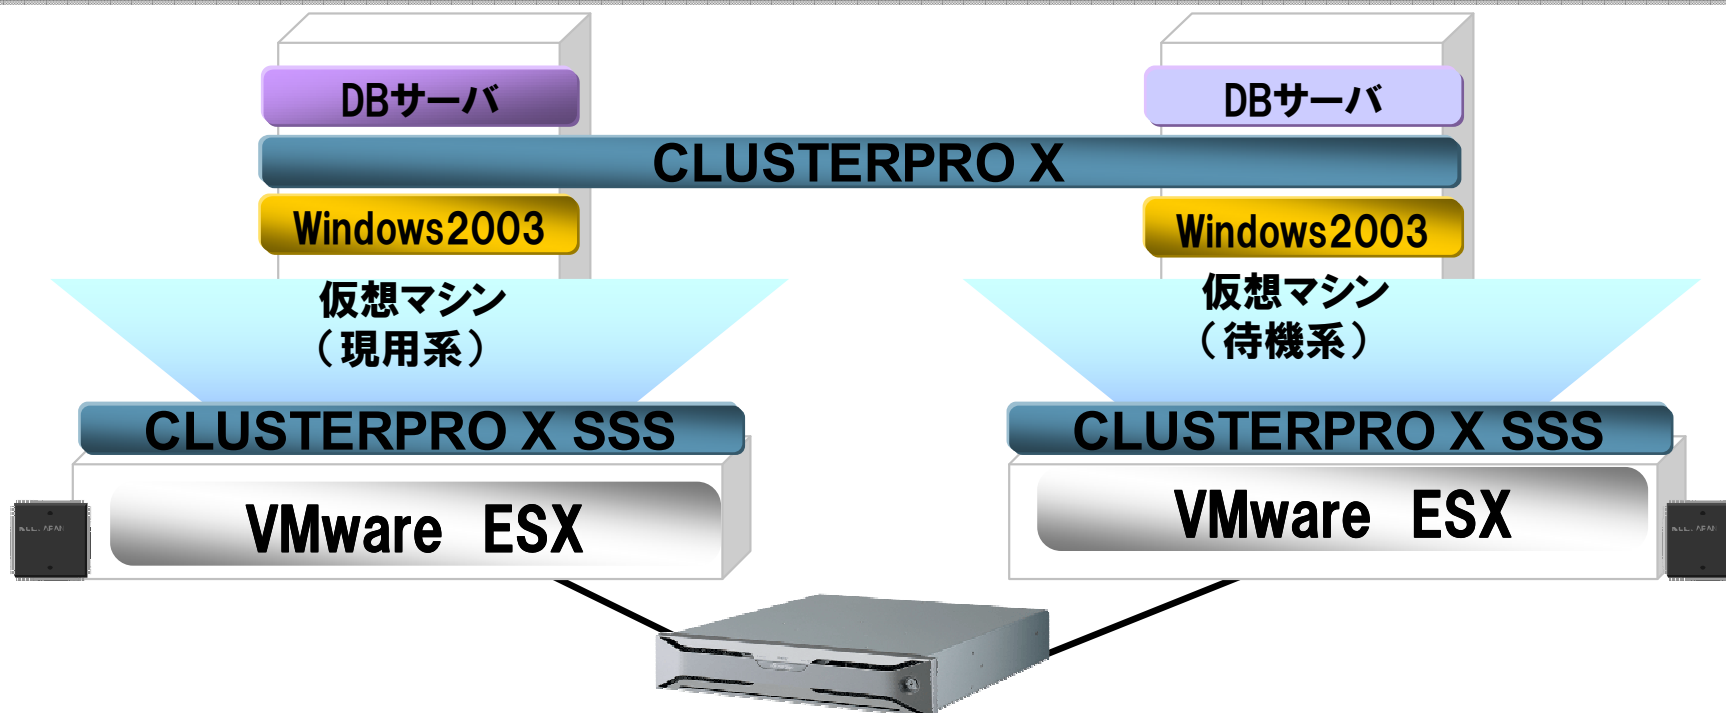 DBサーバ
DBサーバ
CLUSTERPRO X
Windows2003
Windows2003
仮想マシン
（現用系）
仮想マシン
（待機系）
CLUSTERPRO X SSS
CLUSTERPRO X SSS
VMware ESX
VMware ESX